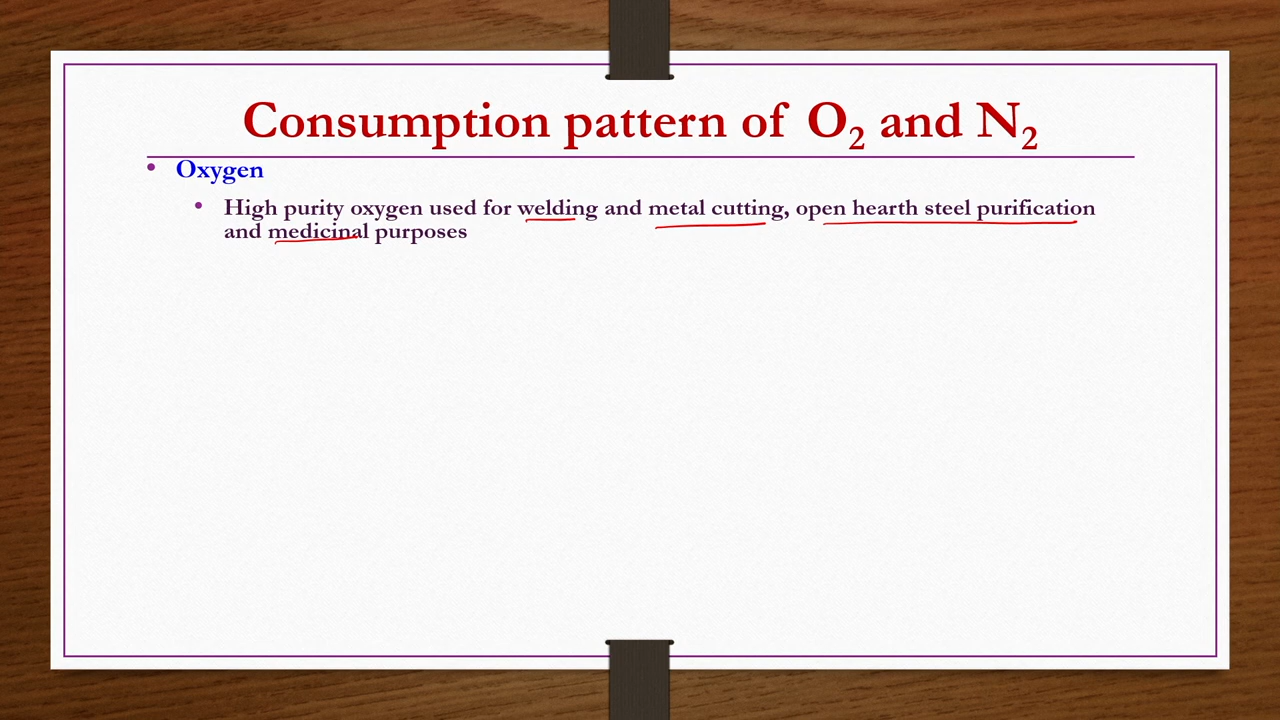 Consumption pattern of O₂ and N₂
• Oxygen
• High purity oxygen used for welding and metal cutting, open hearth steel purification
and medicinal purposes